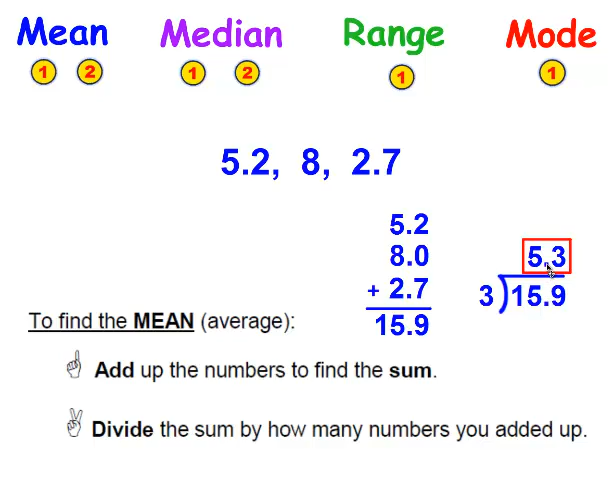 Mean Median Range Mode
1 2 1 2 1 1
5.2, 8, 2.7
5.2
8.0
+ 2.7
15.9
5.3
3)15.9
To find the MEAN (average):
Add up the numbers to find the sum.
Divide the sum by how many numbers you added up.